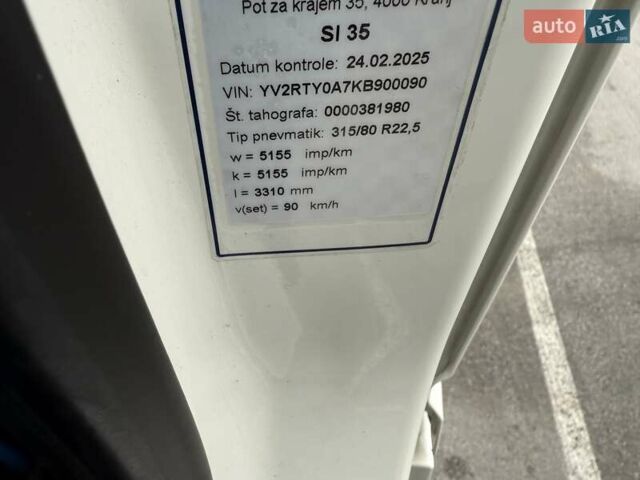 Pot za krajem 35, 4000 Kranj
SI 35
Datum kontrole: 24.02.2025
VIN: YV2RTY0A7KB900090
Št. tahografa: 0000381980
Tip pnevmatik: 315/80 R22,5
w = 5155 imp/km
k = 5155 imp/km
l = 3310 mm
v(set) = 90 km/h
auto RIA .com